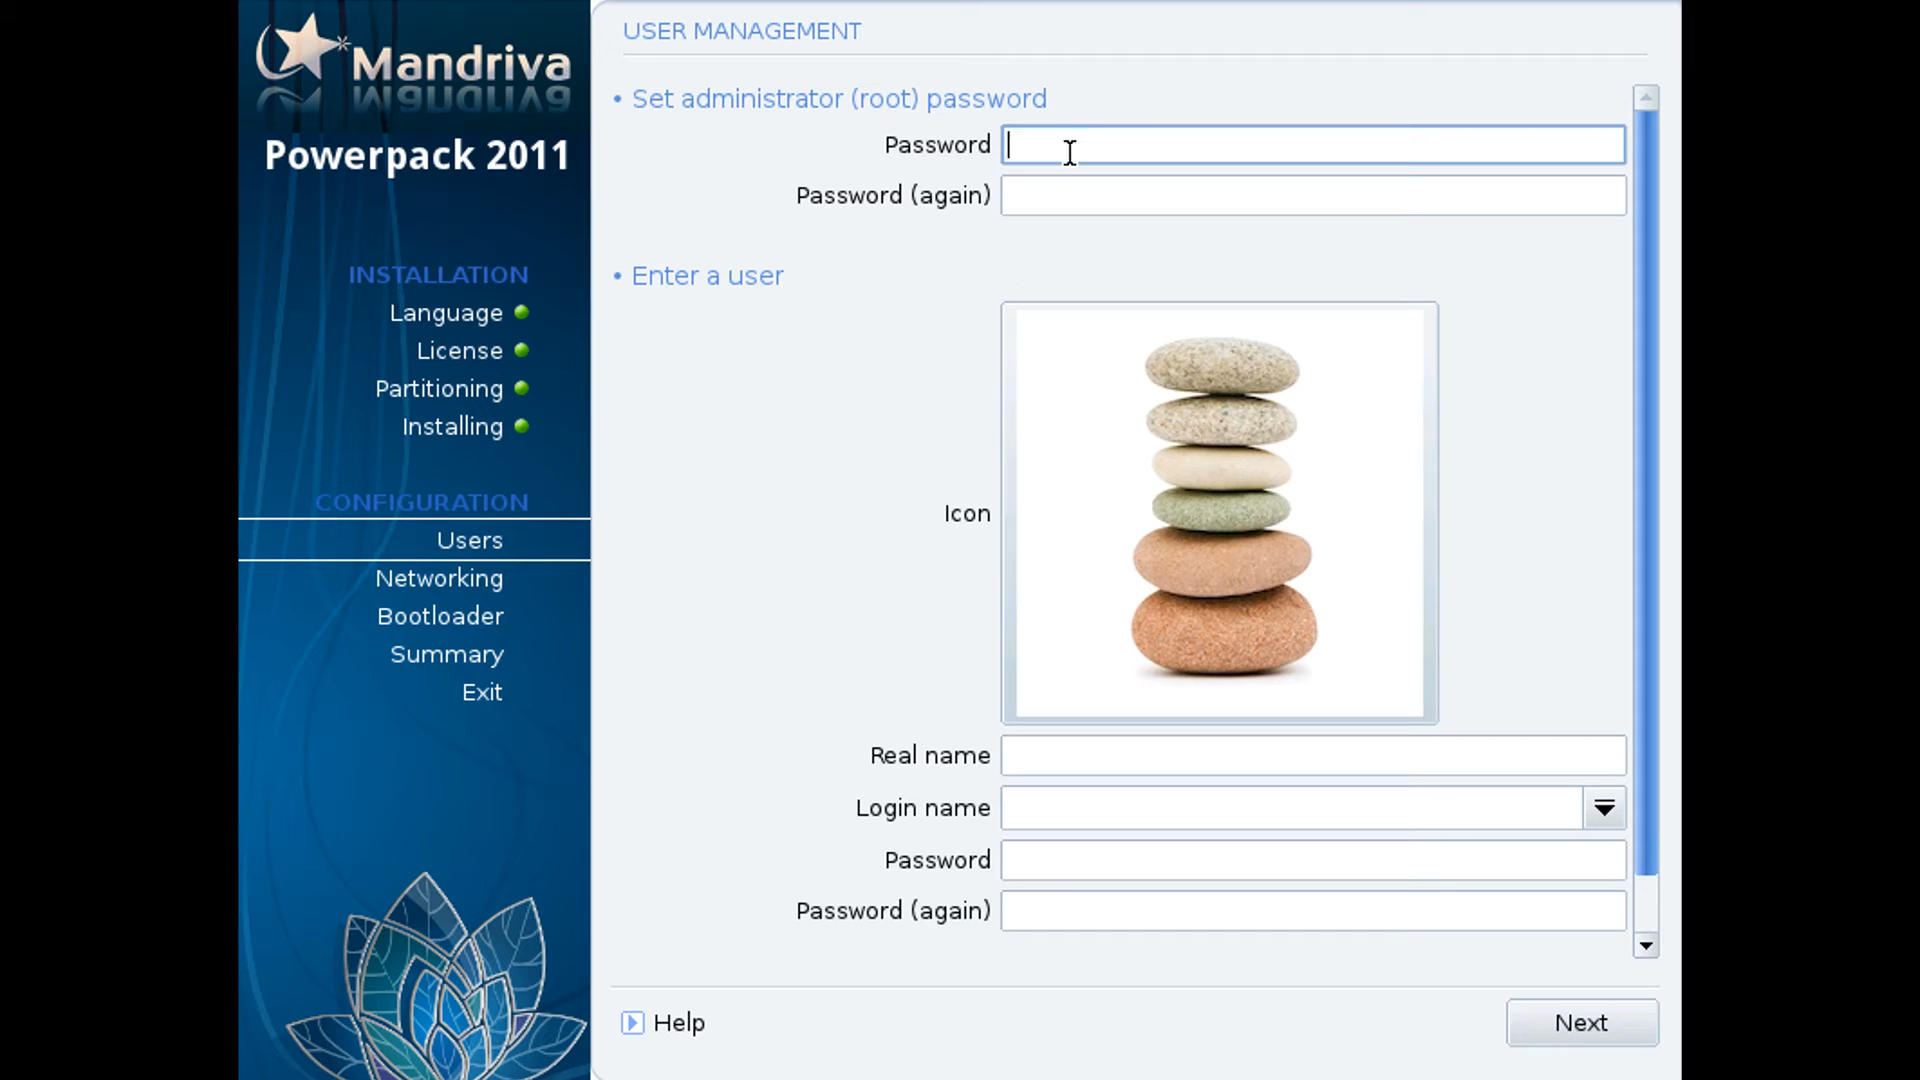 Mandriva
Powerpack 2011
INSTALLATION
Language
License
Partitioning
Installing
CONFIGURATION
Users
Networking
Bootloader
Summary
Exit
USER MANAGEMENT
• Set administrator (root) password
Password
Password (again)
• Enter a user
Icon
Real name
Login name
Password
Password (again)
Help
Next